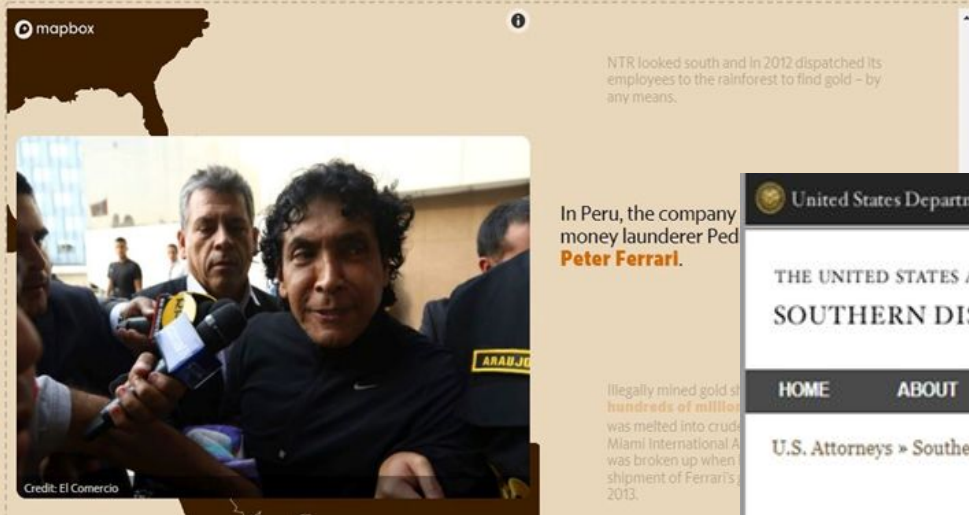 mapbox
NTR looked south and in 2012 dispatched its
employees to the rainforest to find gold – by
any means.
ARAUJO
Credit: El Comercio
In Peru, the company
money launderer Ped
Peter Ferrari.
Illegally mined gold
hundreds of million
was melted into crude
Miami International A
was broken up when
shipment of Ferrari's
2013.
United States Departm
THE UNITED STATES A
SOUTHERN DIS
HOME ABOUT
U.S. Attorneys » Southe